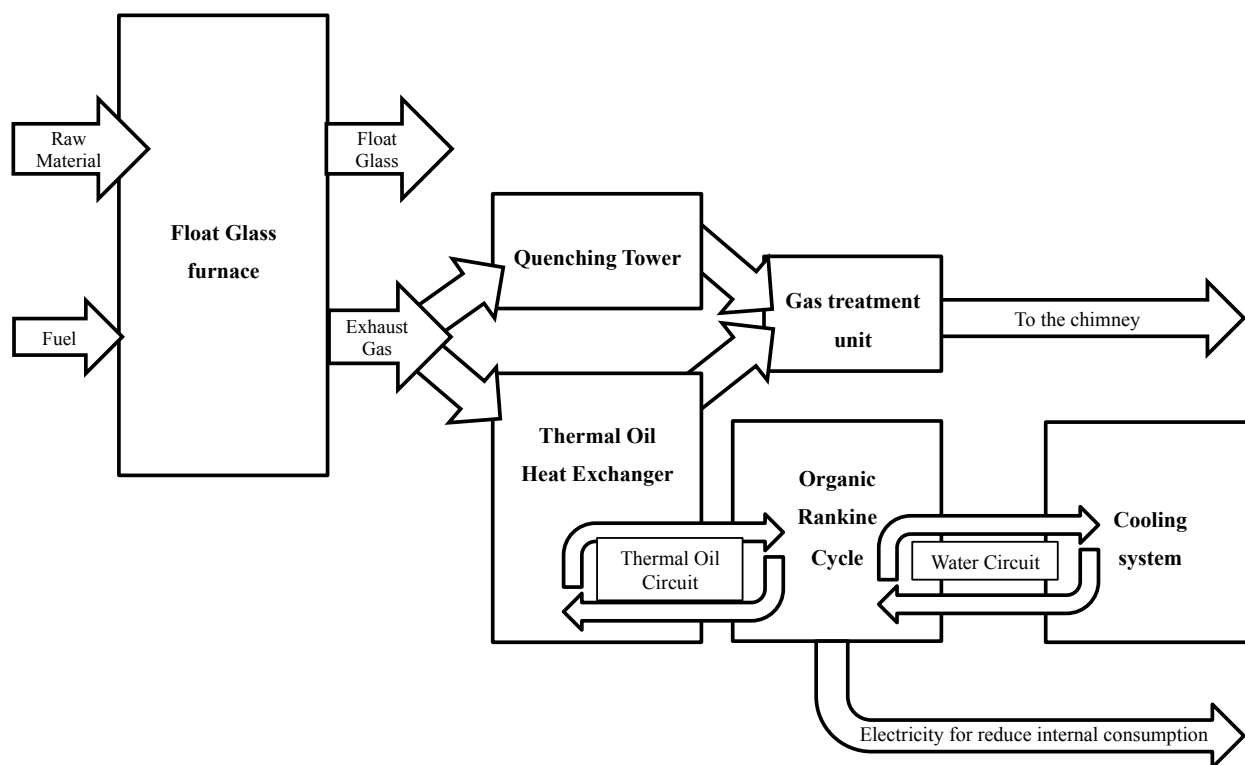 Raw
Material
Float
Glass
Float Glass
furnace
Fuel
Exhaust
Gas
Quenching Tower
Gas treatment
unit
To the chimney
Thermal Oil
Heat Exchanger
Thermal Oil
Circuit
Organic
Rankine
Cycle
Water Circuit
Cooling
system
Electricity for reduce internal consumption